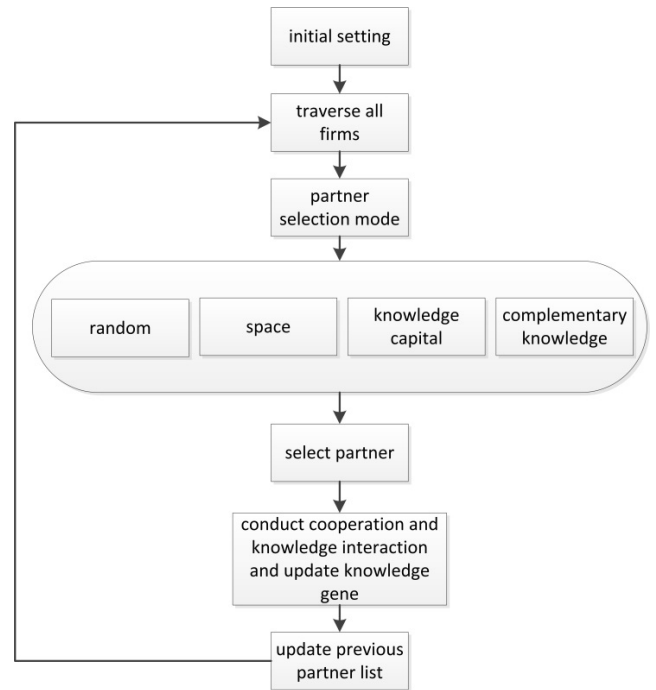 initial setting
traverse all
firms
partner
selection mode
random
space
knowledge
capital
complementary
knowledge
select partner
conduct cooperation and
knowledge interaction
and update knowledge
gene
update previous
partner list